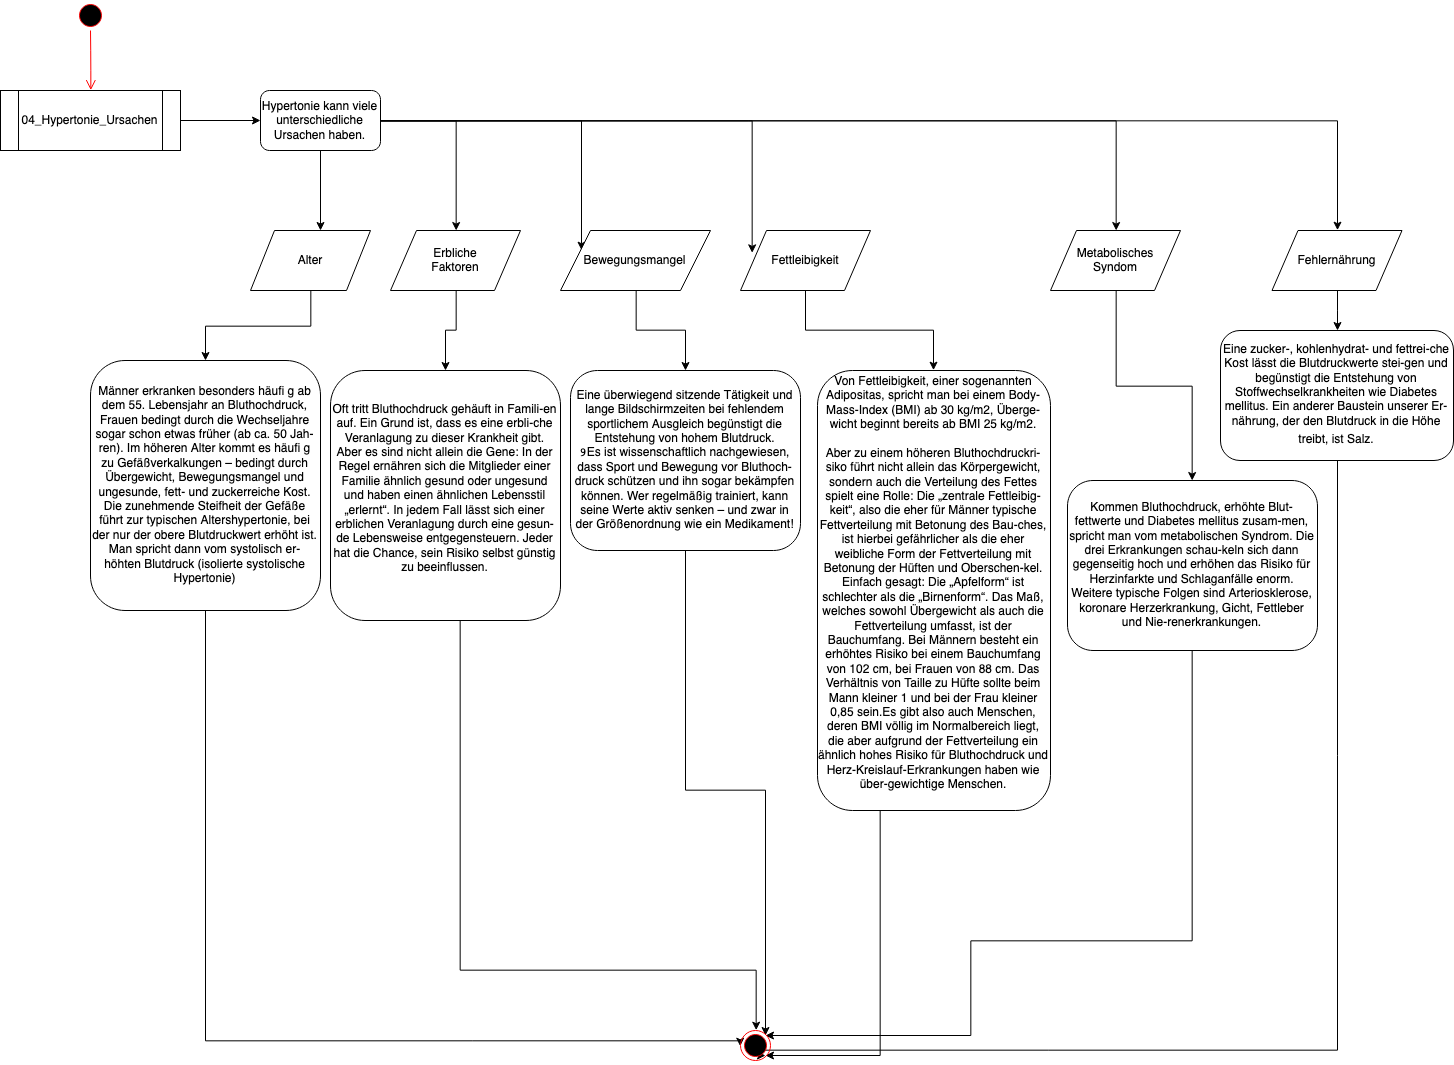 04_Hypertonie_Ursachen
Hypertonie kann viele
unterschiedliche
Ursachen haben.
Alter
Erbliche
Faktoren
Bewegungsmangel
Fettleibigkeit
Metabolisches
Syndom
Fehlernährung
Männer erkranken besonders häufi g ab
dem 55. Lebensjahr an Bluthochdruck,
Frauen bedingt durch die Wechseljahre
sogar schon etwas früher (ab ca. 50 Jah-
ren). Im höheren Alter kommt es häufi g
zu Gefäßverkalkungen – bedingt durch
Übergewicht, Bewegungsmangel und
ungesunde, fett- und zuckerreiche Kost.
Die zunehmende Steifheit der Gefäße
führt zur typischen Altershypertonie, bei
der nur der obere Blutdruckwert erhöht ist.
Man spricht dann vom systolisch er-
höhten Blutdruck (isolierte systolische
Hypertonie)
Oft tritt Bluthochdruck gehäuft in Famili-en
auf. Ein Grund ist, dass es eine erbli-che
Veranlagung zu dieser Krankheit gibt.
Aber es sind nicht allein die Gene: In der
Regel ernähren sich die Mitglieder einer
Familie ähnlich gesund oder ungesund
und haben einen ähnlichen Lebensstil
„erlernt“. In jedem Fall lässt sich einer
erblichen Veranlagung durch eine gesun-
de Lebensweise entgegensteuern. Jeder
hat die Chance, sein Risiko selbst günstig
zu beeinflussen.
Eine überwiegend sitzende Tätigkeit und
lange Bildschirmzeiten bei fehlendem
sportlichem Ausgleich begünstigt die
Entstehung von hohem Blutdruck.
9Es ist wissenschaftlich nachgewiesen,
dass Sport und Bewegung vor Bluthoch-
druck schützen und ihn sogar bekämpfen
können. Wer regelmäßig trainiert, kann
seine Werte aktiv senken – und zwar in
der Größenordnung wie ein Medikament!
Von Fettleibigkeit, einer sogenannten
Adipositas, spricht man bei einem Body-
Mass-Index (BMI) ab 30 kg/m2, Überge-
wicht beginnt bereits ab BMI 25 kg/m2.
Aber zu einem höheren Bluthochdruckri-
siko führt nicht allein das Körpergewicht,
sondern auch die Verteilung des Fettes
spielt eine Rolle: Die „zentrale Fettleibig-
keit“, also die eher für Männer typische
Fettverteilung mit Betonung des Bau-ches,
ist hierbei gefährlicher als die eher
weibliche Form der Fettverteilung mit
Betonung der Hüften und Oberschen-kel.
Einfach gesagt: Die „Apfelform“ ist
schlechter als die „Birnenform“. Das Maß,
welches sowohl Übergewicht als auch die
Fettverteilung umfasst, ist der
Bauchumfang. Bei Männern besteht ein
erhöhtes Risiko bei einem Bauchumfang
von 102 cm, bei Frauen von 88 cm. Das
Verhältnis von Taille zu Hüfte sollte beim
Mann kleiner 1 und bei der Frau kleiner
0,85 sein.Es gibt also auch Menschen,
deren BMI völlig im Normalbereich liegt,
die aber aufgrund der Fettverteilung ein
ähnlich hohes Risiko für Bluthochdruck und
Herz-Kreislauf-Erkrankungen haben wie
über-gewichtige Menschen.
Kommen Bluthochdruck, erhöhte Blut-
fettwerte und Diabetes mellitus zusam-men,
spricht man vom metabolischen Syndrom. Die
drei Erkrankungen schau-keln sich dann
gegenseitig hoch und erhöhen das Risiko für
Herzinfarkte und Schlaganfälle enorm.
Weitere typische Folgen sind Arteriosklerose,
koronare Herzerkrankung, Gicht, Fettleber
und Nie-renerkrankungen.
Eine zucker-, kohlenhydrat- und fettrei-che
Kost lässt die Blutdruckwerte stei-gen und
begünstigt die Entstehung von
Stoffwechselkrankheiten wie Diabetes
mellitus. Ein anderer Baustein unserer Er-
nährung, der den Blutdruck in die Höhe
treibt, ist Salz.